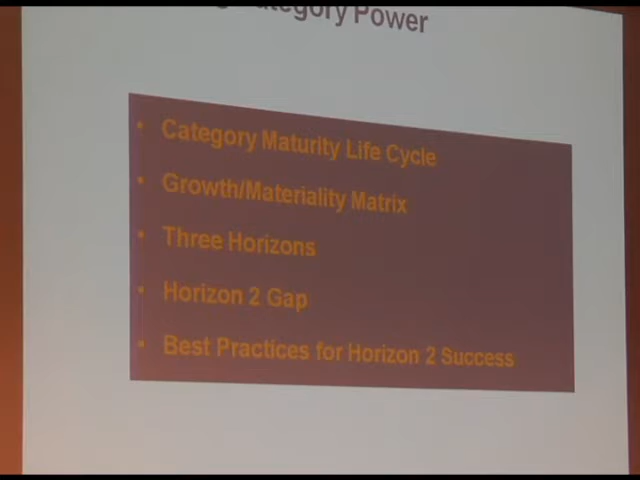 Category Power
• Category Maturity Life Cycle
• Growth/Materiality Matrix
• Three Horizons
• Horizon 2 Gap
• Best Practices for Horizon 2 Success